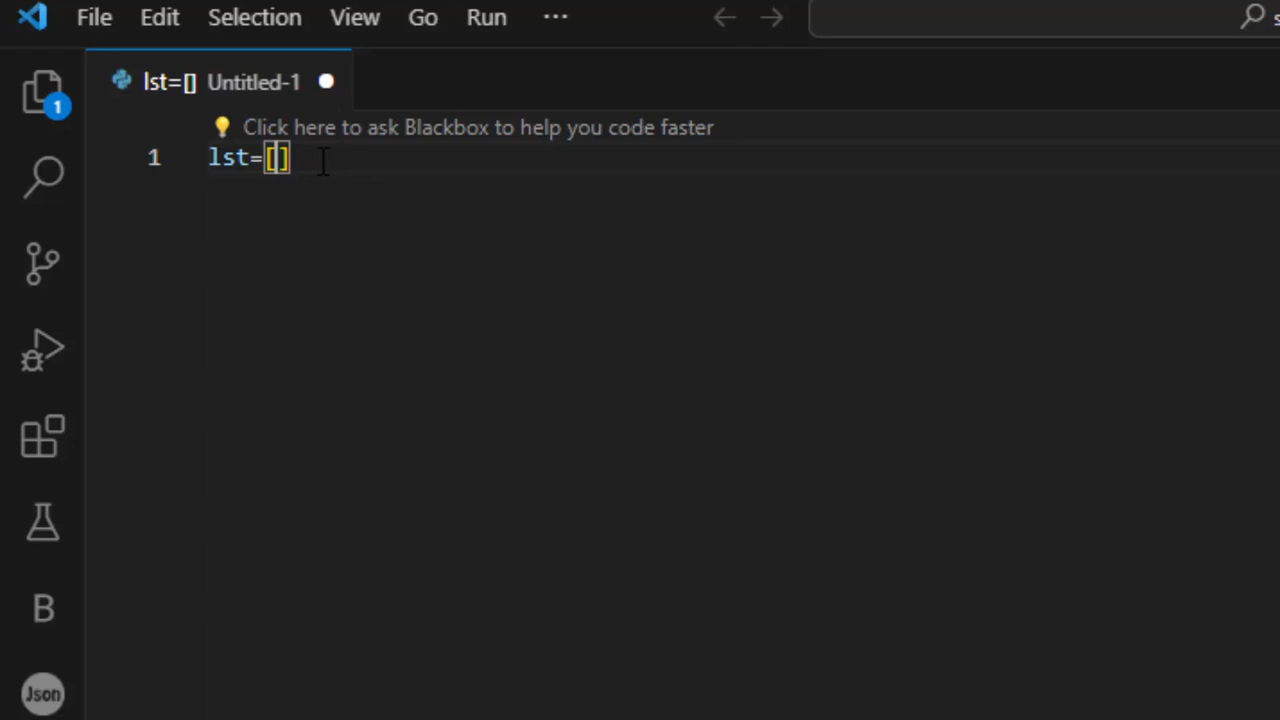 File Edit Selection View Go Run ...
s
lst=[] Untitled-1
1
Click here to ask Blackbox to help you code faster
1 lst=[]
B
Json